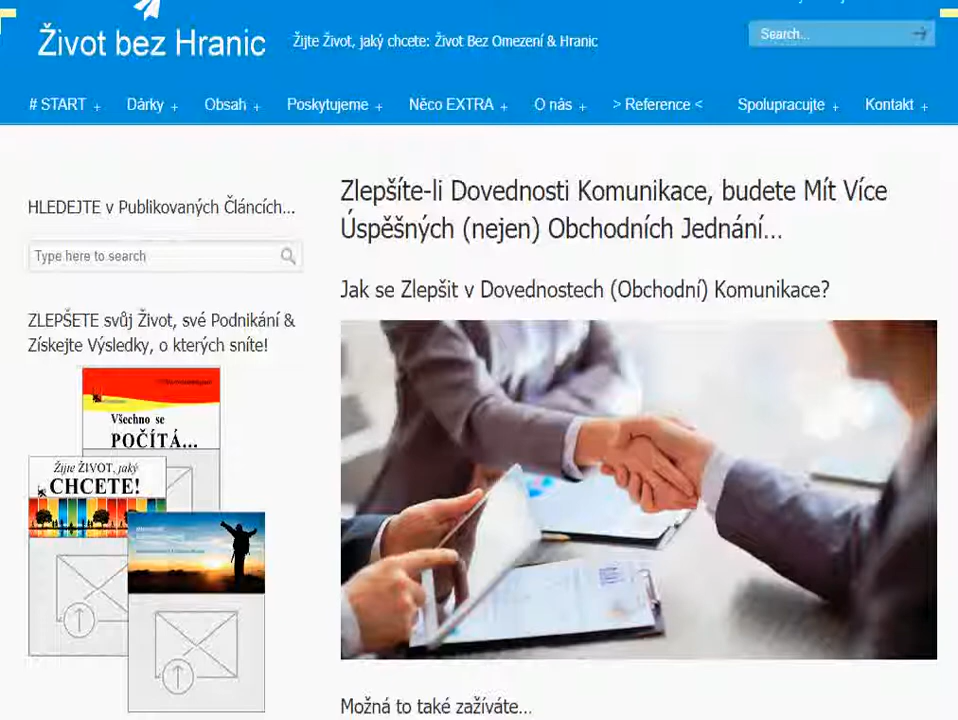 Život bez Hranic
Žijte Život, jaký chcete: Život Bez Omezení & Hranic
Search...
# START + Dárky + Obsah + Poskytujeme + Něco EXTRA + O nás + > Reference < Spolupracujte + Kontakt +
HLEDEJTE v Publikovaných Článcích...
Type here to search
ZLEPŠETE svůj Život, své Podnikání &
Získejte Výsledky, o kterých sníte!
Všechno se
POČÍTÁ...
Žijte ŽIVOT, jaký
CHCETE!
Zlepšíte-li Dovednosti Komunikace, budete Mít Více
Úspěšných (nejen) Obchodních Jednání...
Jak se Zlepšit v Dovednostech (Obchodní) Komunikace?
Možná to také zažíváte...